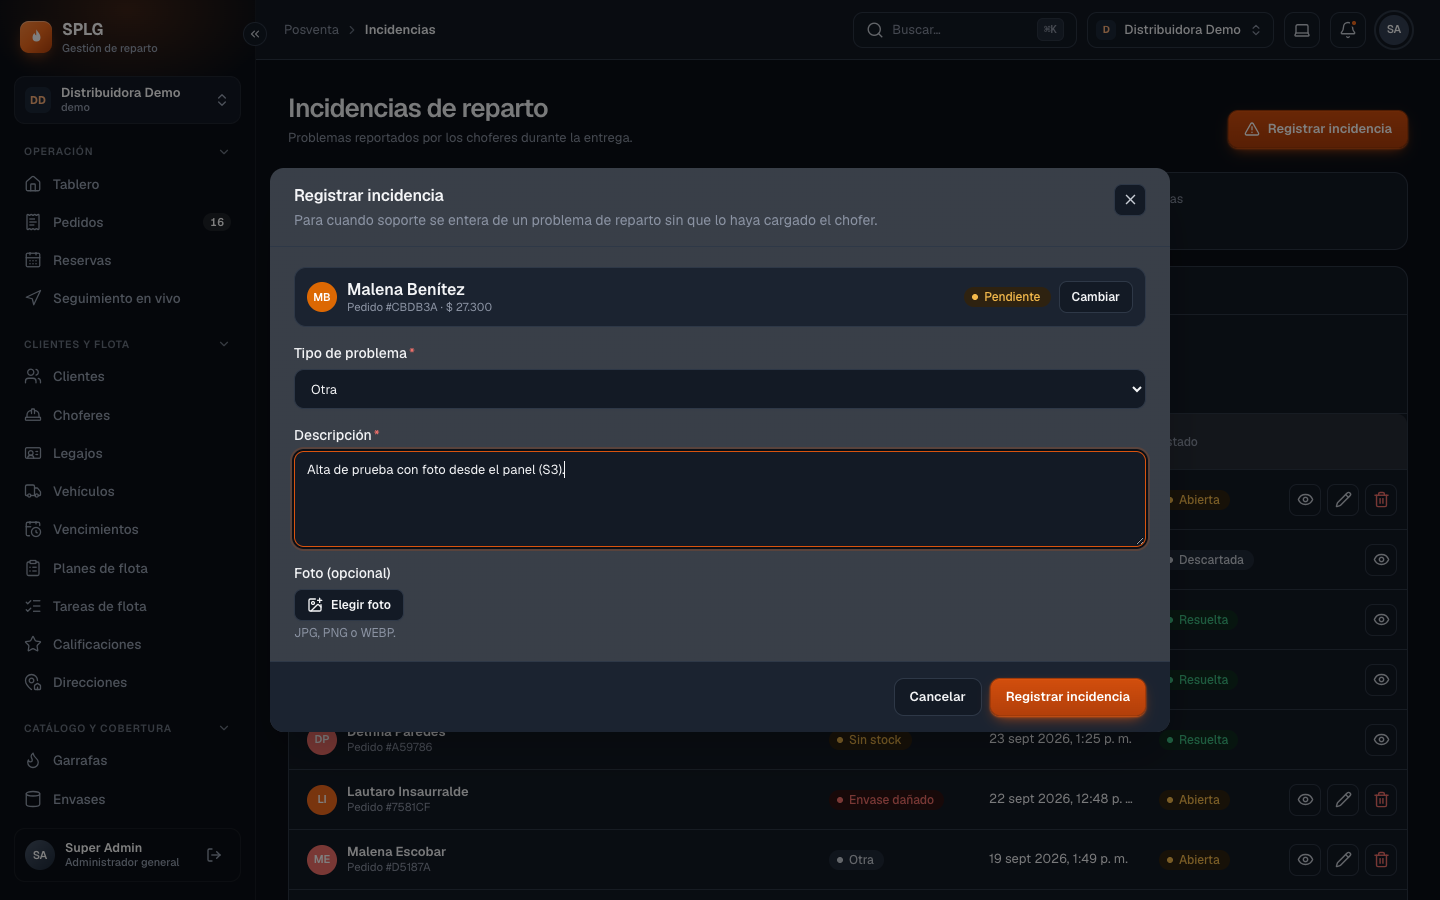 SPLG
Gestión de reparto
Distribuidora Demo
demo
OPERACIÓN
Tablero
Pedidos
16
Reservas
Seguimiento en vivo
CLIENTES Y FLOTA
Clientes
Choferes
Legajos
Vehículos
Vencimientos
Planes de flota
Tareas de flota
Calificaciones
Direcciones
CATÁLOGO Y COBERTURA
Garrafas
Envases
SA
Super Admin
Administrador general
Posventa
Incidencias
Buscar...
⌘K
D
Distribuidora Demo
SA
DD
Incidencias de reparto
Problemas reportados por los choferes durante la entrega.
Registrar incidencia
Registrar incidencia
Para cuando soporte se entera de un problema de reparto sin que lo haya cargado el chofer.
MB
Malena Benítez
Pedido #CBDB3A · $ 27.300
Pendiente
Cambiar
Tipo de problema *
Otra
Descripción *
Alta de prueba con foto desde el panel (S3).
Foto (opcional)
Elegir foto
JPG, PNG o WEBP.
Cancelar
Registrar incidencia
Abierta
Descartada
Resuelta
Resuelta
DP
Pedido #A59786
Sin stock
23 sept 2026, 1:25 p. m.
Resuelta
LI
Lautaro Insaurralde
Pedido #7581CF
Envase dañado
22 sept 2026, 12:48 p. ...
Abierta
ME
Malena Escobar
Pedido #D5187A
Otra
19 sept 2026, 1:49 p. m.
Abierta